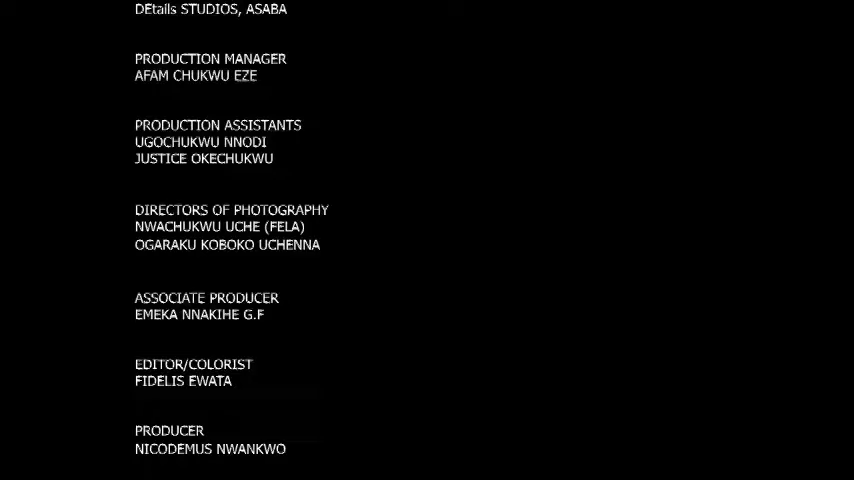 DEtails STUDIOS, ASABA
PRODUCTION MANAGER
AFAM CHUKWU EZE
PRODUCTION ASSISTANTS
UGOCHUKWU NNODI
JUSTICE OKECHUKWU
DIRECTORS OF PHOTOGRAPHY
NWACHUKWU UCHE (FELA)
OGARAKU KOBOKO UCHENNA
ASSOCIATE PRODUCER
EMEKA NNAKIHE G.F
EDITOR/COLORIST
FIDELIS EWATA
PRODUCER
NICODEMUS NWANKWO